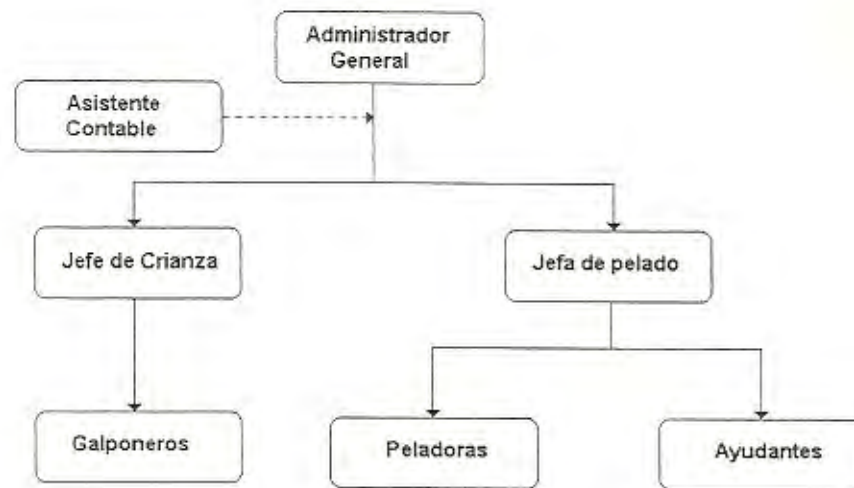 Administrador
General
Asistente
Contable
Jefe de Crianza
Jefa de pelado
Galponeros
Peladoras
Ayudantes